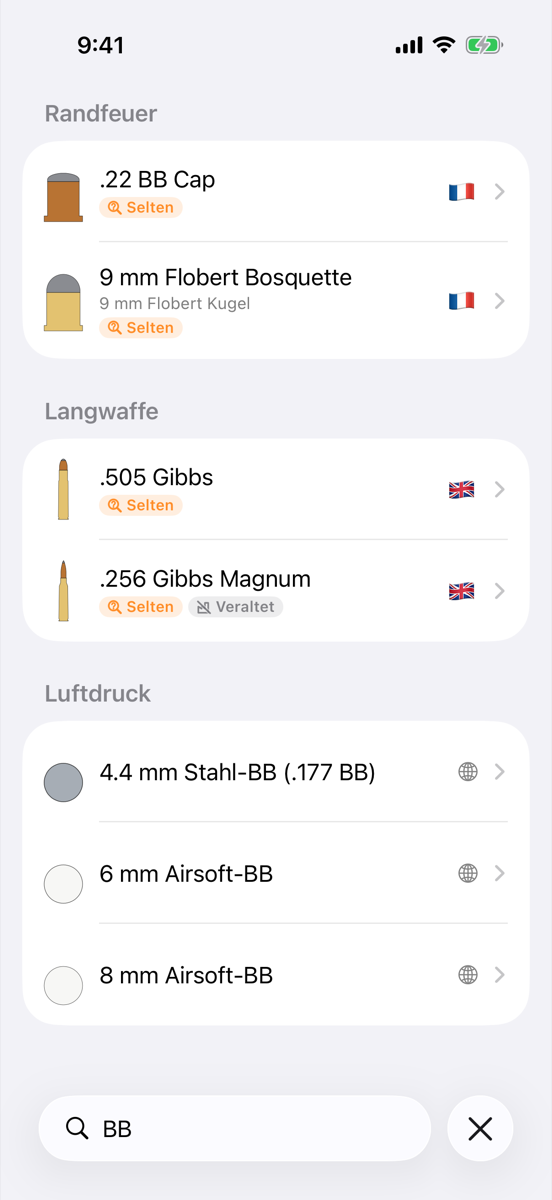 9:41
Randfeuer
.22 BB Cap
Selten
9 mm Flobert Bosquette
9 mm Flobert Kugel
Selten
Langwaffe
.505 Gibbs
Selten
.256 Gibbs Magnum
Selten Veraltet
Luftdruck
4.4 mm Stahl-BB (.177 BB)
6 mm Airsoft-BB
8 mm Airsoft-BB
BB